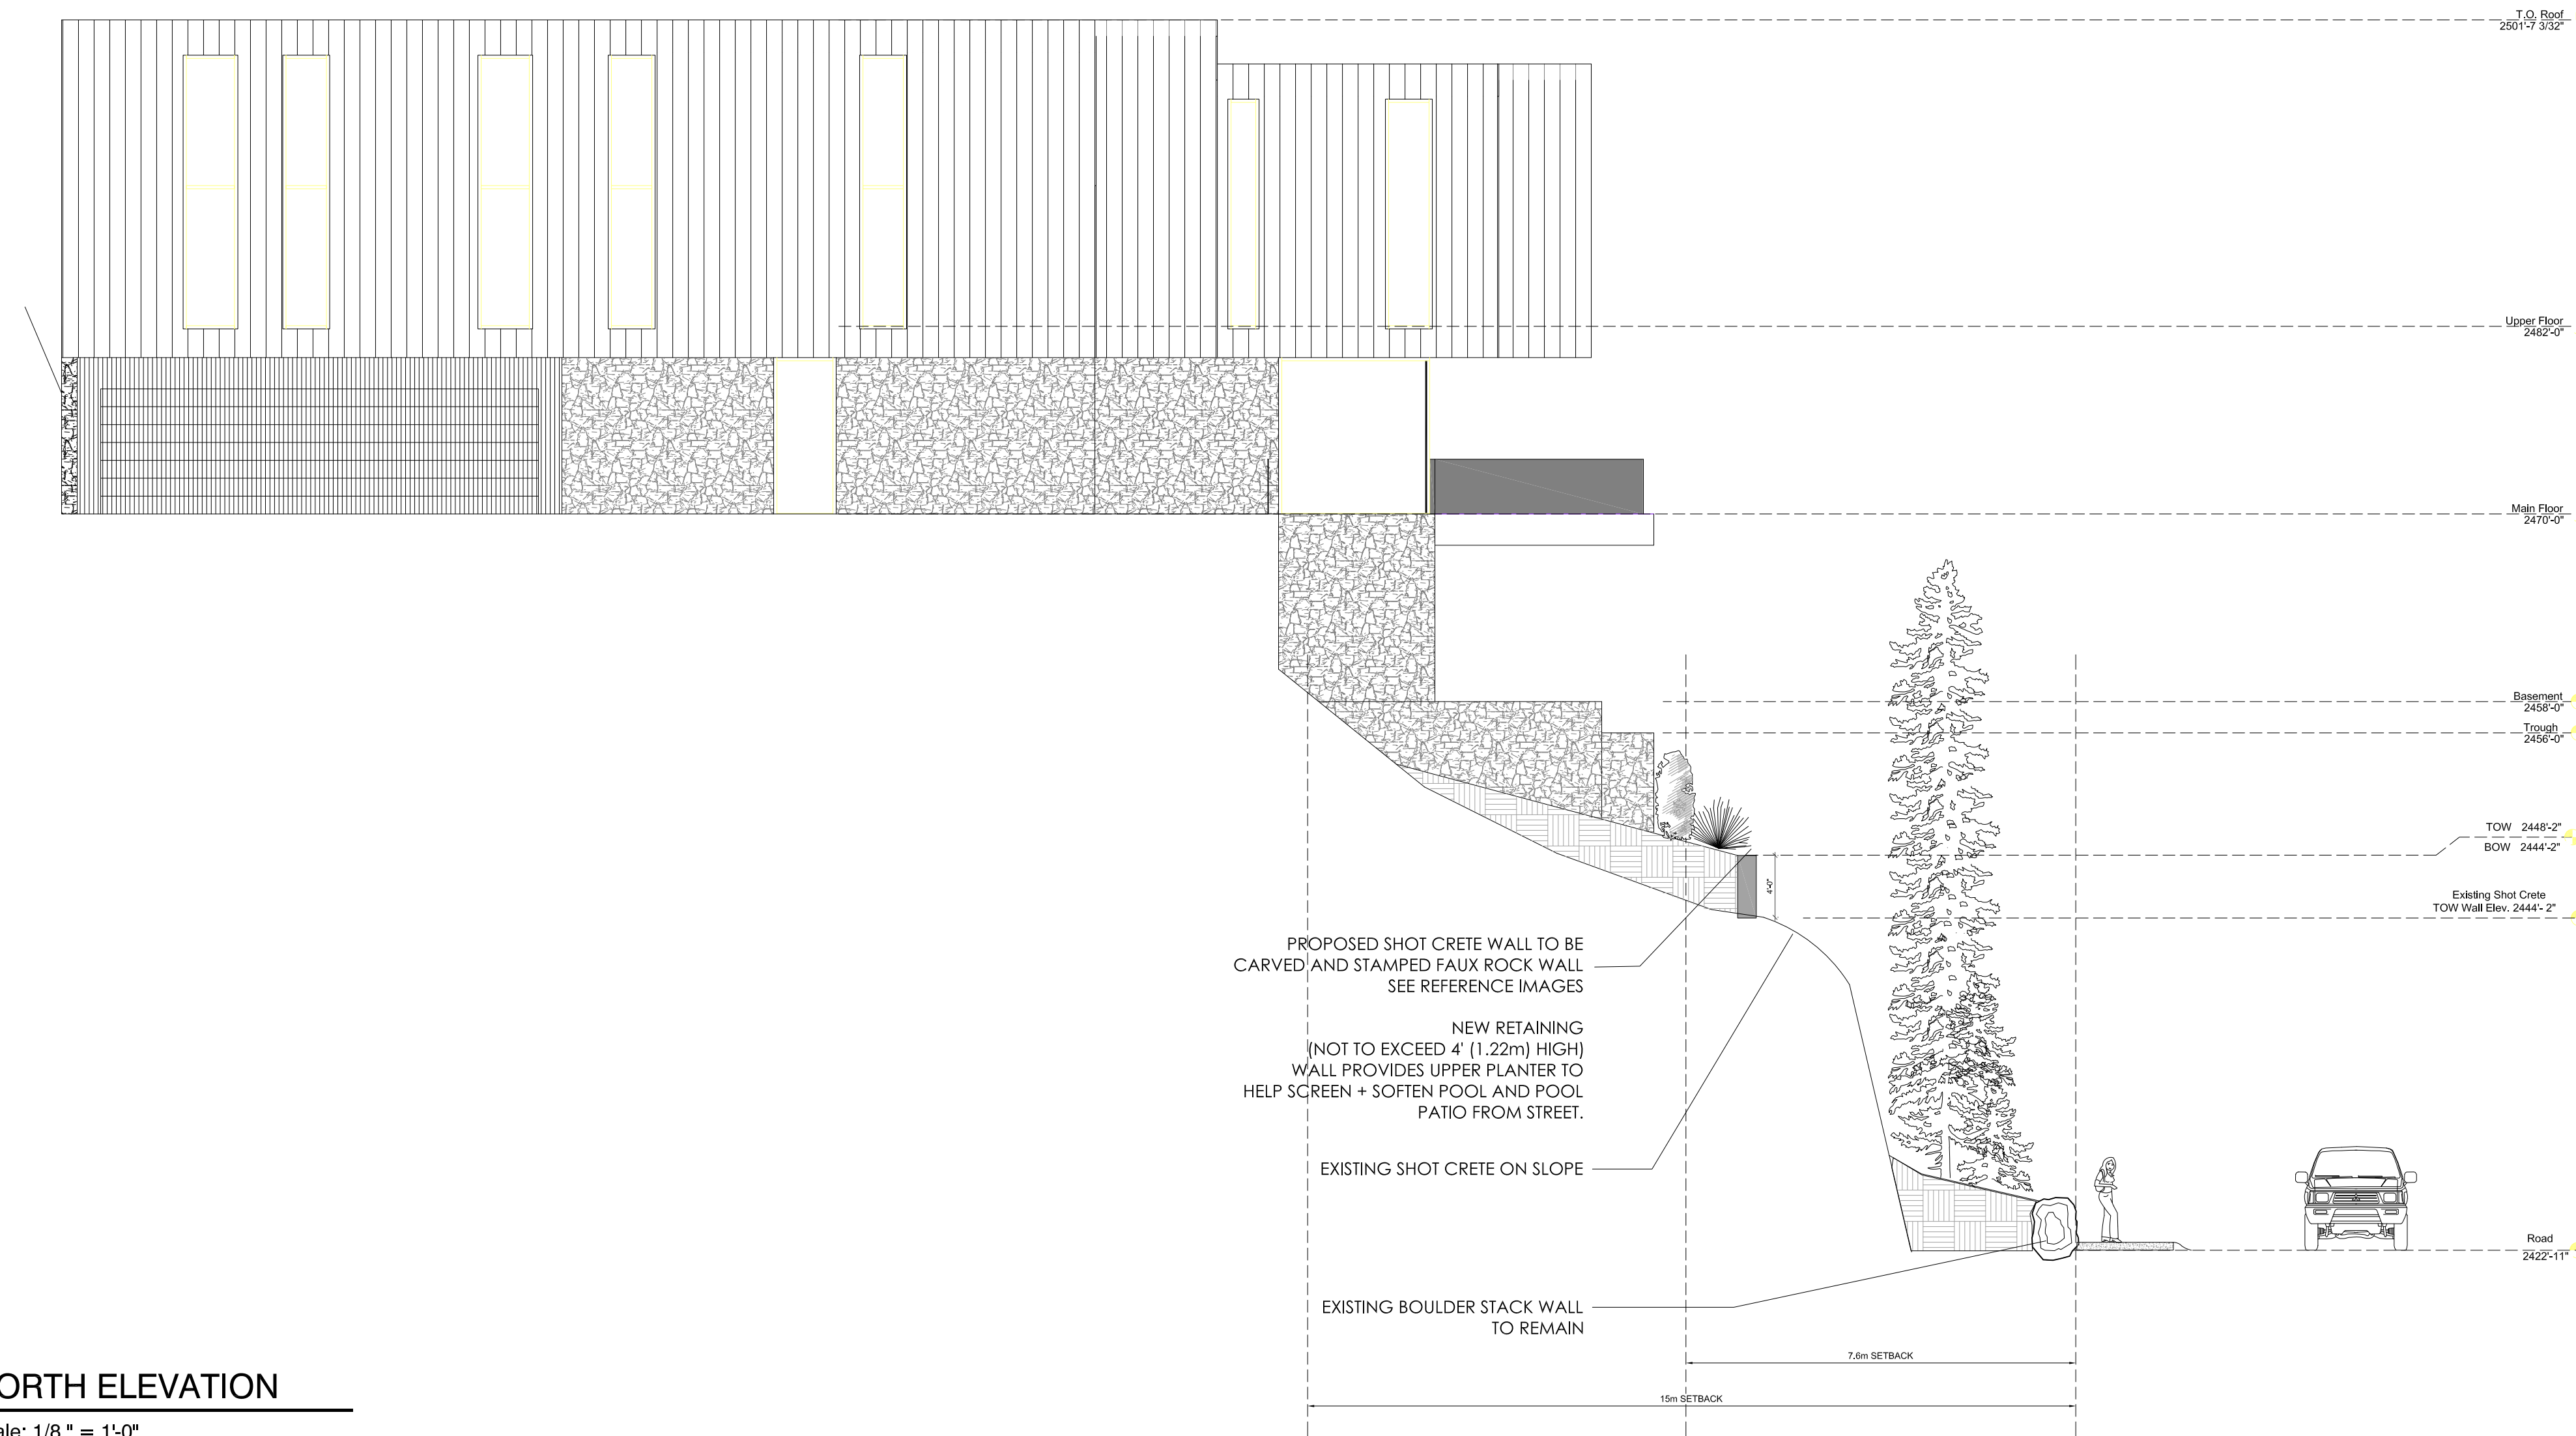 T.O. Roof
2501'-7 3/32"
Upper Floor
2482'-0"
Main Floor
2470'-0"
Basement
2458'-0"
Trough
2456'-0"
TOW 2448'-2"
BOW 2444'-2"
4'-0"
Existing Shot Crete
TOW Wall Elev. 2444'- 2"
PROPOSED SHOT CRETE WALL TO BE
CARVED AND STAMPED FAUX ROCK WALL
SEE REFERENCE IMAGES
NEW RETAINING
(NOT TO EXCEED 4' (1.22m) HIGH)
WALL PROVIDES UPPER PLANTER TO
HELP SCREEN + SOFTEN POOL AND POOL
PATIO FROM STREET.
EXISTING SHOT CRETE ON SLOPE
Road
2422'-11"
EXISTING BOULDER STACK WALL
TO REMAIN
7.6m SETBACK
15m SETBACK
ORTH ELEVATION
ale: 1/8 " = 1'-0"